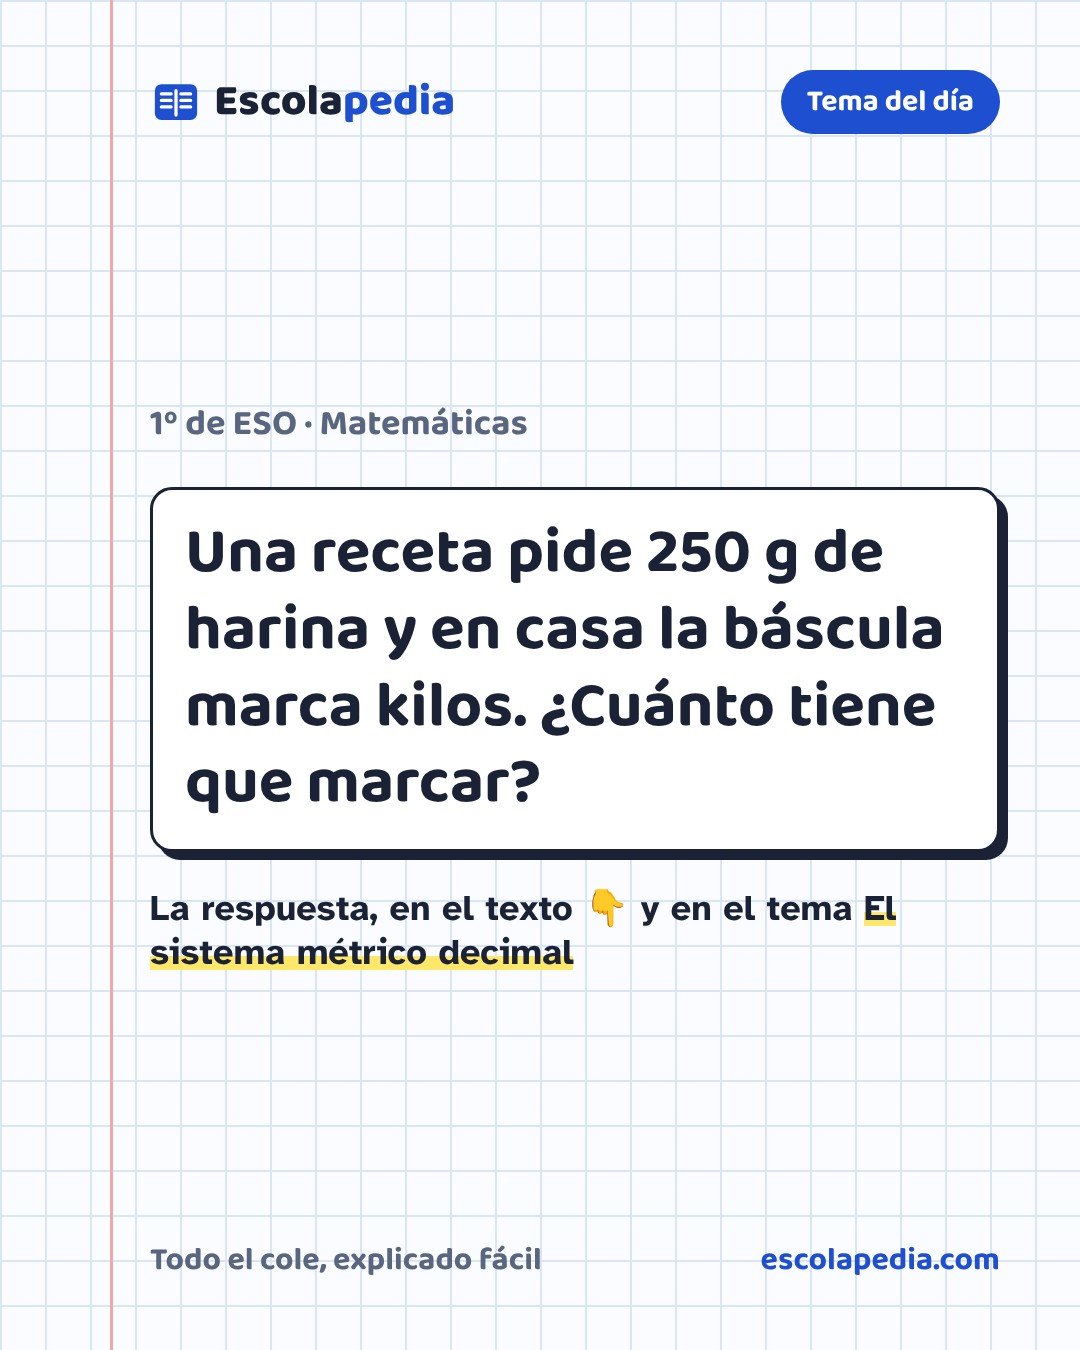 Escolapedia
Tema del día
1º de ESO · Matemáticas
Una receta pide 250 g de
harina y en casa la báscula
marca kilos. ¿Cuánto tiene
que marcar?
La respuesta, en el texto 👇 y en el tema El
sistema métrico decimal
Todo el cole, explicado fácil
escolapedia.com